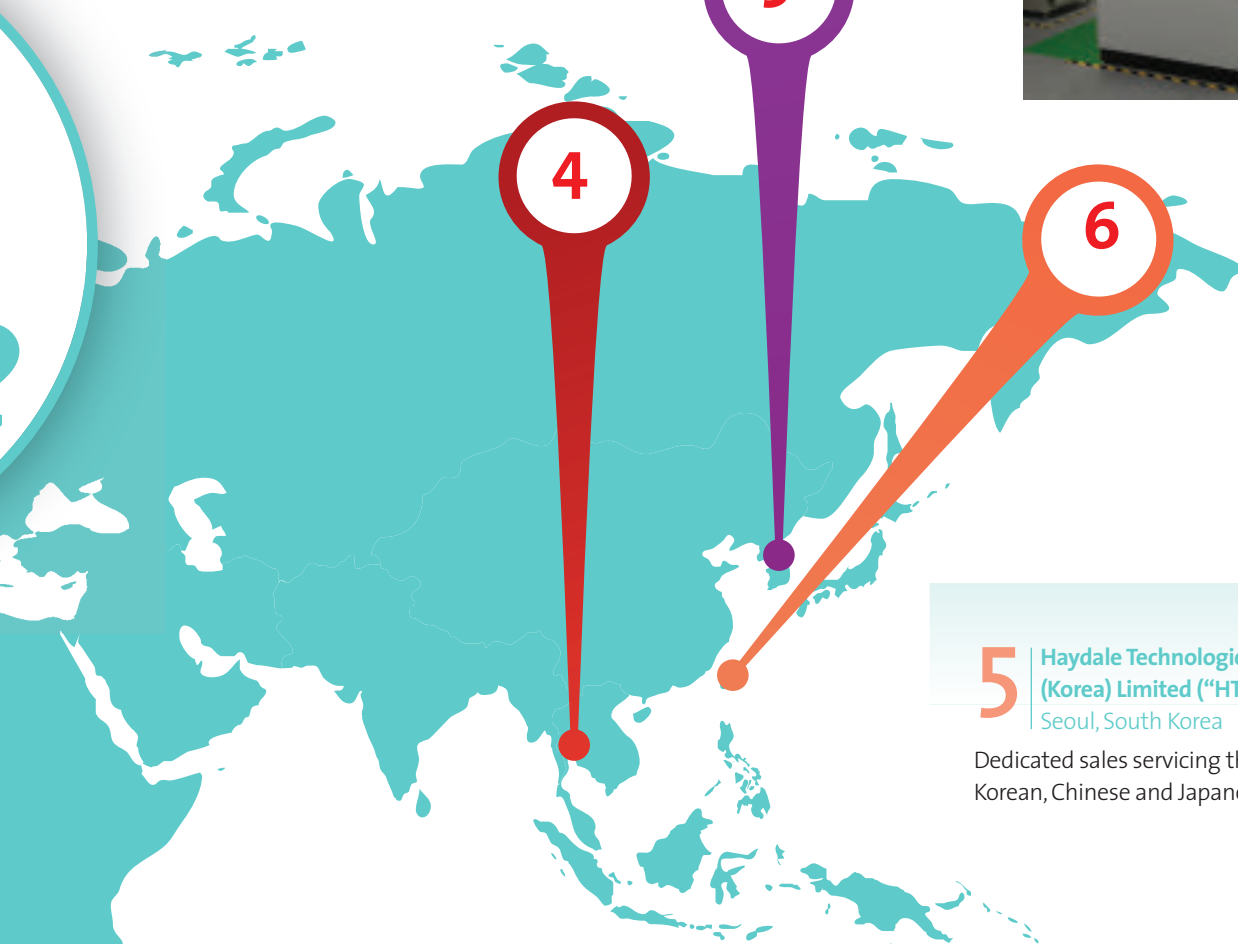 4
6
5
Haydale Technologie
(Korea) Limited (“HT
Seoul, South Korea
Dedicated sales servicing th
Korean, Chinese and Japane